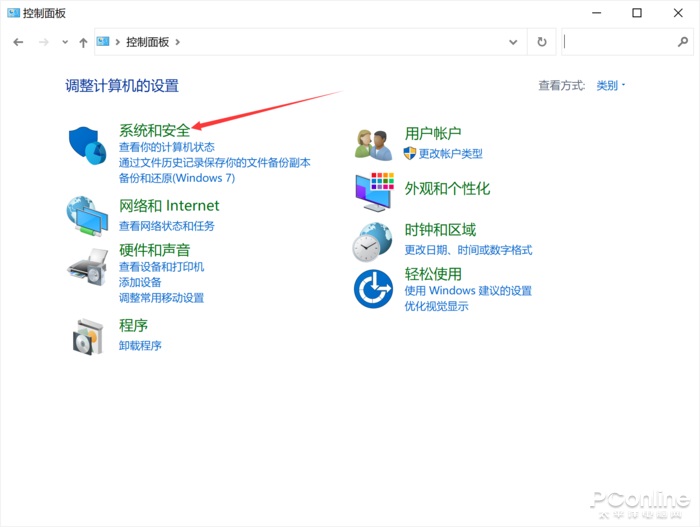 控制面板
控制面板
调整计算机的设置
查看方式: 类别
系统和安全
查看你的计算机状态
通过文件历史记录保存你的文件备份副本
备份和还原(Windows 7)
网络和 Internet
查看网络状态和任务
硬件和声音
查看设备和打印机
添加设备
调整常用移动设置
程序
卸载程序
用户帐户
更改帐户类型
外观和个性化
时钟和区域
更改日期、时间或数字格式
轻松使用
使用 Windows 建议的设置
优化视觉显示
PConline
太平洋电脑网